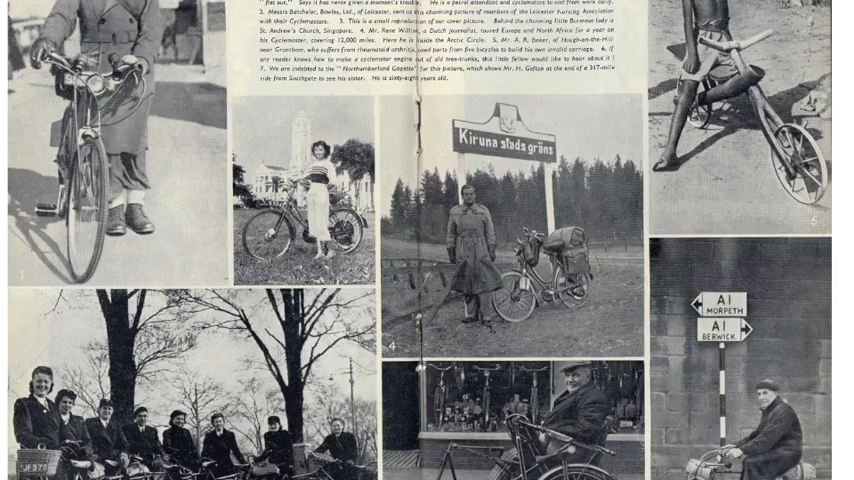 "flat out." Says it has never given a moment's trouble. He is a petrol attendant and cyclemotors to and from work daily.
2. Messrs Batchelor, Bowles, Ltd., of Leicester, sent us this charming picture of members of the Leicester Nursing Association
with their Cyclemasters. 3. This is a small reproduction of our cover picture. Behind the charming little Burmese lady is
St. Andrew's Church, Singapore. 4. Mr. Rene Willem, a Dutch journalist, toured Europe and North Africa for a year on
his Cyclemaster, covering 12,000 miles. Here he is inside the Arctic Circle. 5. Mr. A. R. Baker, of Hough-on-the-Hill
near Grantham, who suffers from rheumatoid arthritis, used parts from five bicycles to build his own invalid carriage. 6. If
any reader knows how to make a cyclemotor engine out of old tree-trunks, this little fellow would like to hear about it!
7. We are indebted to the "Northumberland Gazette" for this picture, which shows Mr. H. Gofton at the end of a 317-mile
ride from Southgate to see his sister. He is sixty-eight years old.
Kiruna stads gräns
1
3
6
4
A1
MORPETH
A1
BERWICK